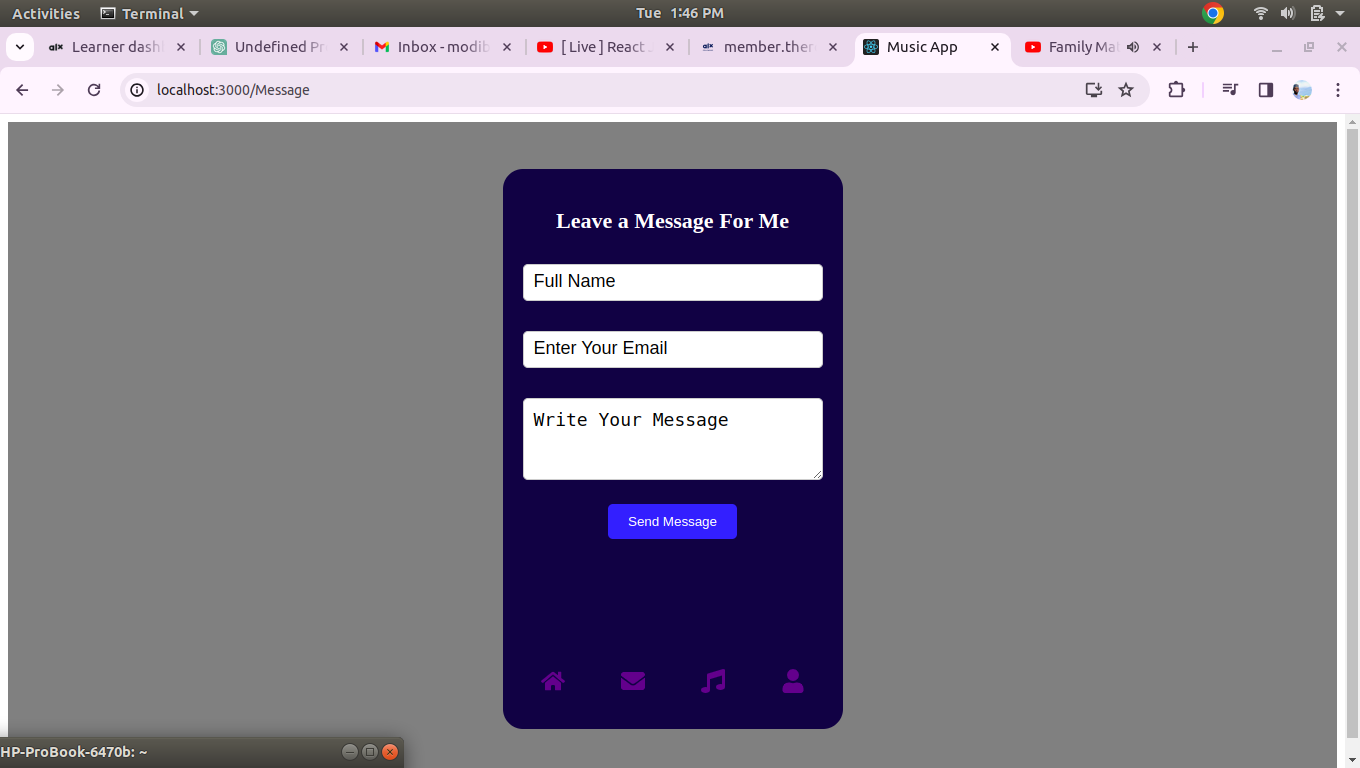 Activities Terminal Tue 1:46 PM
alx Learner dash Undefined Pr Inbox - modib [ Live ] React alx member.ther Music App Family Mat
localhost:3000/Message
Leave a Message For Me
Full Name
Enter Your Email
Write Your Message
Send Message
HP-ProBook-6470b: ~